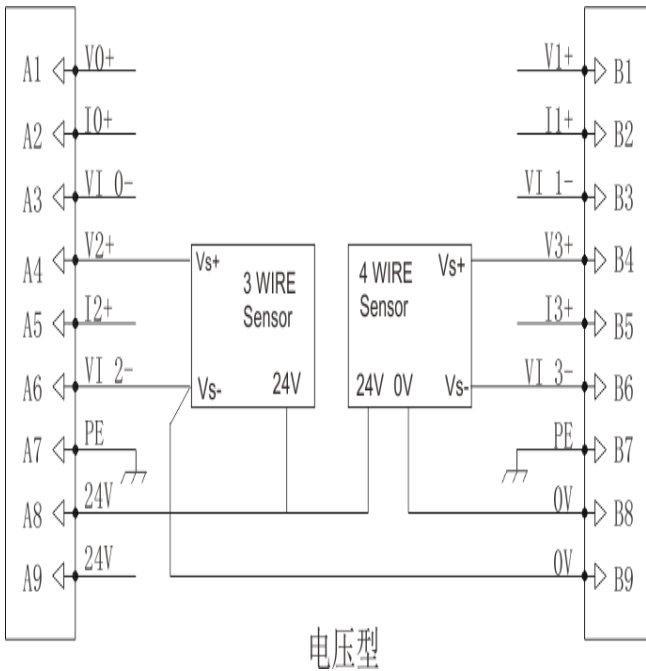 A1 V0+ V1+ B1
A2 I0+ I1+ B2
A3 VI 0- VI 1- B3
A4 V2+ V3+ B4
Vs+ 3 WIRE Sensor 4 WIRE Sensor Vs+
A5 I2+ I3+ B5
A6 VI 2- VI 3- B6
Vs- 24V 24V 0V Vs-
A7 PE PE B7
A8 24V 0V B8
A9 24V 0V B9
电压型